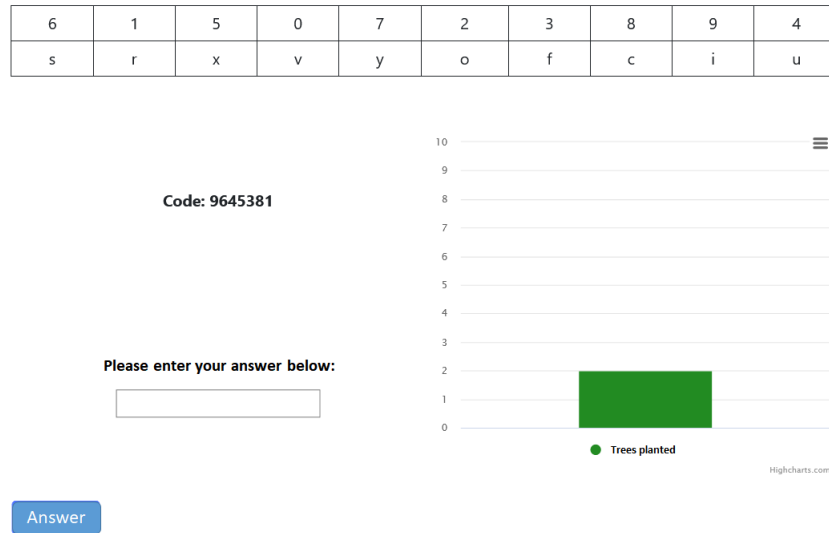 6 1 5 0 7 2 3 8 9 4
s r x v y o f c i u
Code: 9645381
Please enter your answer below:
Answer
10
9
8
7
6
5
4
3
2
1
0
Trees planted
Highcharts.com